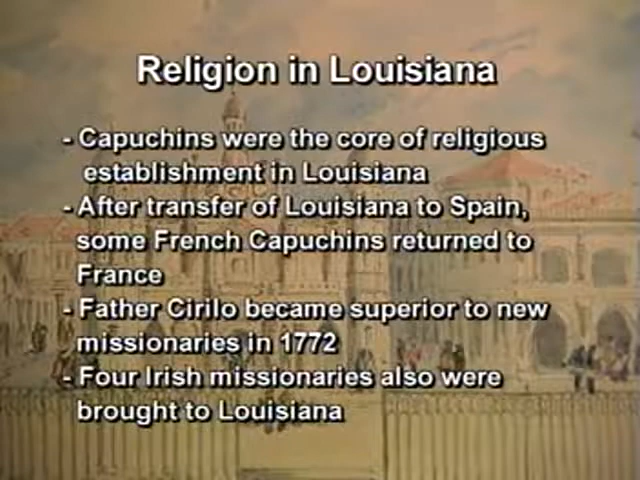 Religion in Louisiana
- Capuchins were the core of religious
establishment in Louisiana
- After transfer of Louisiana to Spain,
some French Capuchins returned to
France
- Father Cirilo became superior to new
missionaries in 1772
- Four Irish missionaries also were
brought to Louisiana